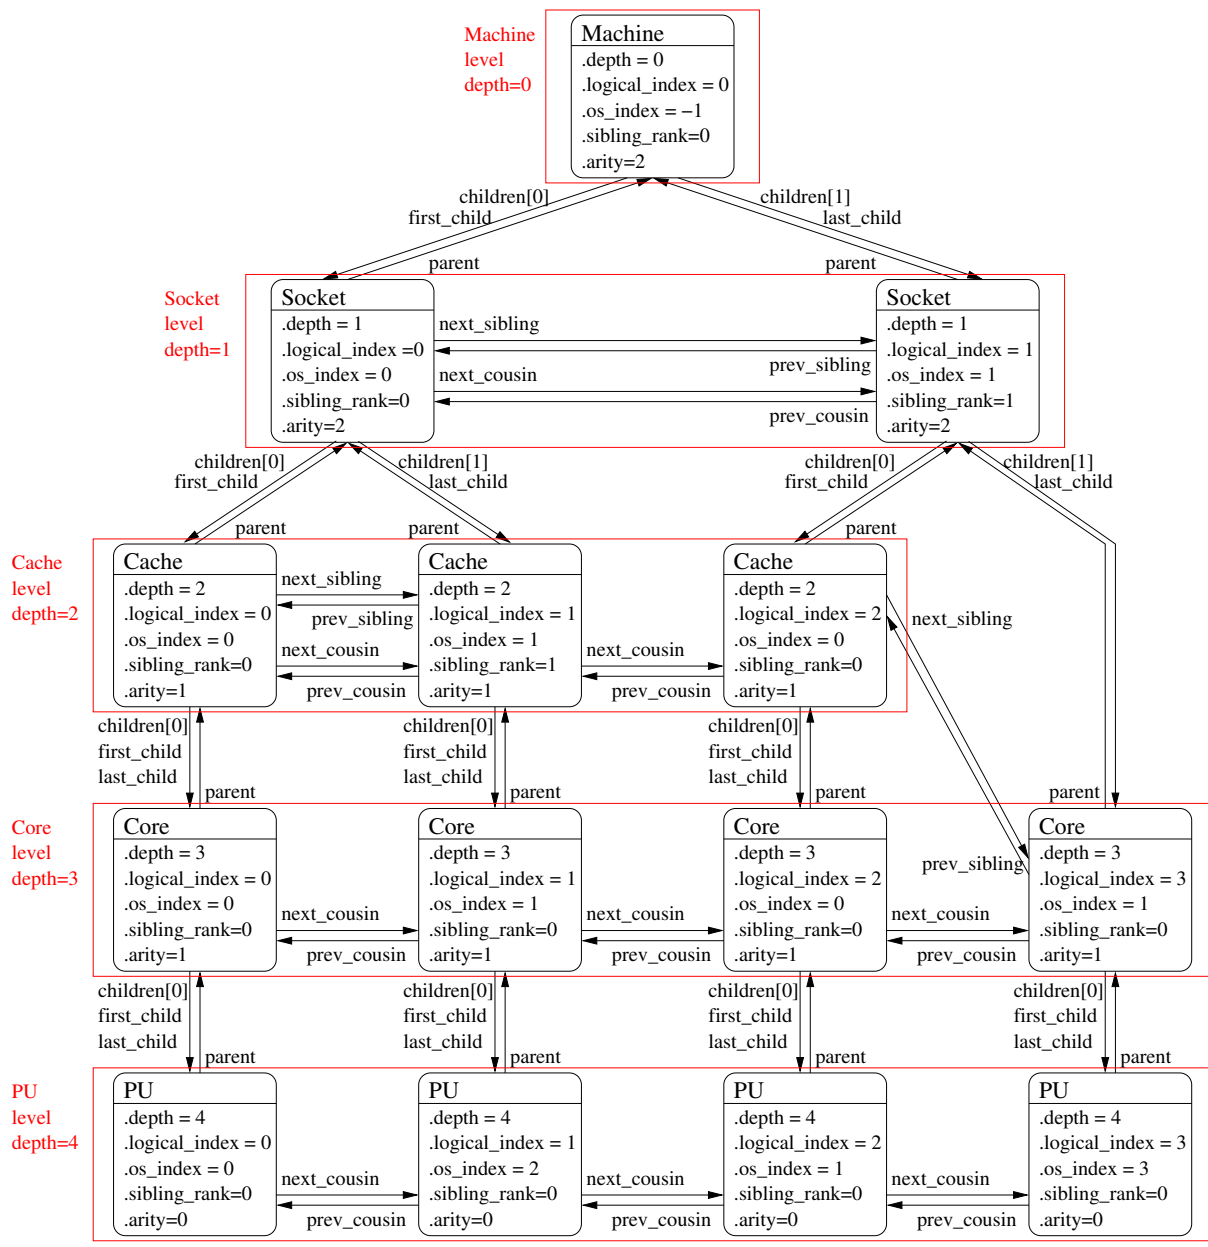 Machine
level
depth=0
Machine
.depth = 0
.logical_index = 0
.os_index = −1
.sibling_rank=0
.arity=2
children[0]
first_child
children[1]
last_child
parent
parent
Socket
level
depth=1
Socket
.depth = 1
.logical_index =0
.os_index = 0
.sibling_rank=0
.arity=2
next_sibling
prev_sibling
next_cousin
prev_cousin
Socket
.depth = 1
.logical_index = 1
.os_index = 1
.sibling_rank=1
.arity=2
children[0]
first_child
children[1]
last_child
children[0]
first_child
children[1]
last_child
parent
parent
parent
Cache
level
depth=2
Cache
.depth = 2
.logical_index = 0
.os_index = 0
.sibling_rank=0
.arity=1
next_sibling
prev_sibling
next_cousin
prev_cousin
Cache
.depth = 2
.logical_index = 1
.os_index = 1
.sibling_rank=1
.arity=1
next_cousin
prev_cousin
Cache
.depth = 2
.logical_index = 2
.os_index = 0
.sibling_rank=0
.arity=1
next_sibling
children[0]
first_child
last_child
parent
children[0]
first_child
last_child
parent
children[0]
first_child
last_child
parent
parent
Core
level
depth=3
Core
.depth = 3
.logical_index = 0
.os_index = 0
.sibling_rank=0
.arity=1
next_cousin
prev_cousin
Core
.depth = 3
.logical_index = 1
.os_index = 1
.sibling_rank=0
.arity=1
next_cousin
prev_cousin
Core
.depth = 3
.logical_index = 2
.os_index = 0
.sibling_rank=0
.arity=1
prev_sibling
next_cousin
prev_cousin
Core
.depth = 3
.logical_index = 3
.os_index = 1
.sibling_rank=0
.arity=1
children[0]
first_child
last_child
parent
children[0]
first_child
last_child
parent
children[0]
first_child
last_child
parent
children[0]
first_child
last_child
parent
PU
level
depth=4
PU
.depth = 4
.logical_index = 0
.os_index = 0
.sibling_rank=0
.arity=0
next_cousin
prev_cousin
PU
.depth = 4
.logical_index = 1
.os_index = 2
.sibling_rank=0
.arity=0
next_cousin
prev_cousin
PU
.depth = 4
.logical_index = 2
.os_index = 1
.sibling_rank=0
.arity=0
next_cousin
prev_cousin
PU
.depth = 4
.logical_index = 3
.os_index = 3
.sibling_rank=0
.arity=0